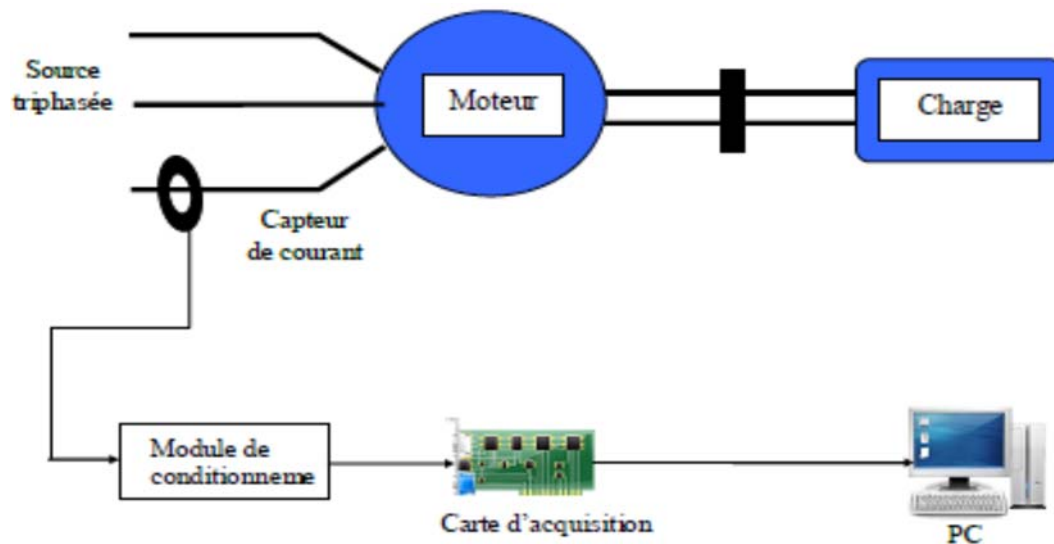 Source
triphasée
Moteur
Charge
Capteur
de courant
Module de
conditionneme
Carte d'acquisition
PC